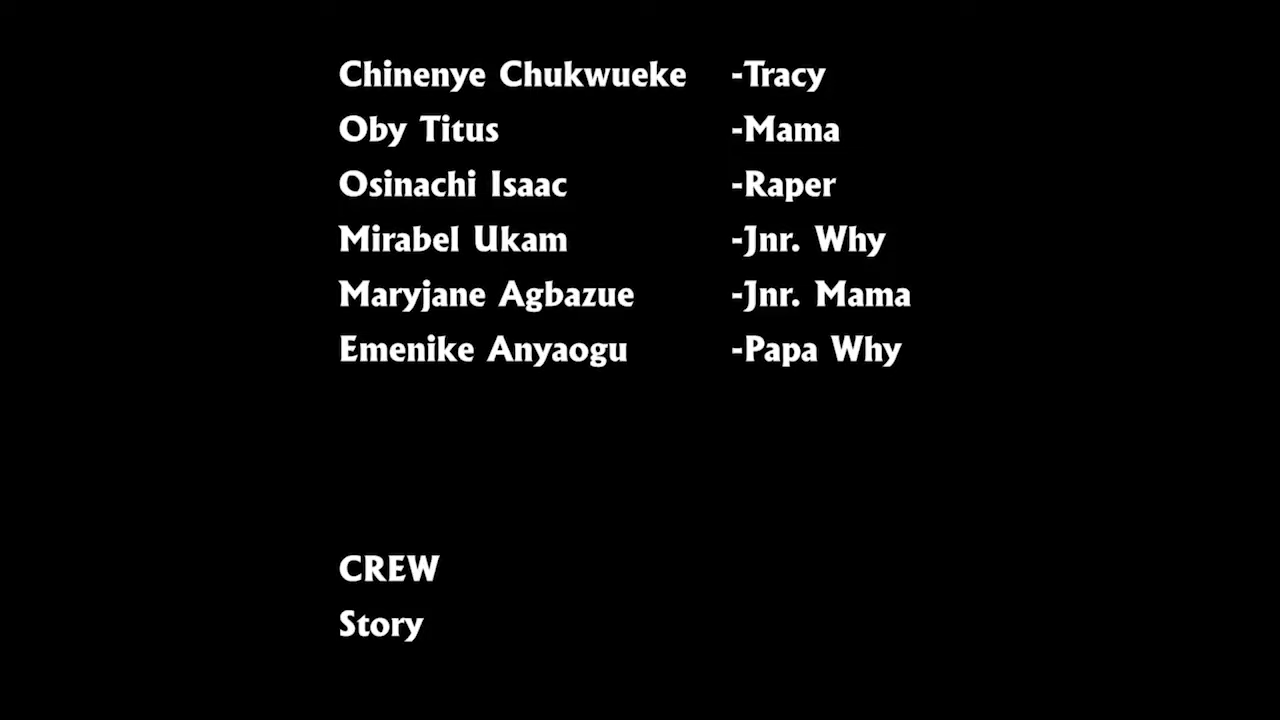 Chinenye Chukwueke -Tracy
Oby Titus -Mama
Osinachi Isaac -Raper
Mirabel Ukam -Jnr. Why
Maryjane Agbazue -Jnr. Mama
Emenike Anyaogu -Papa Why
CREW
Story